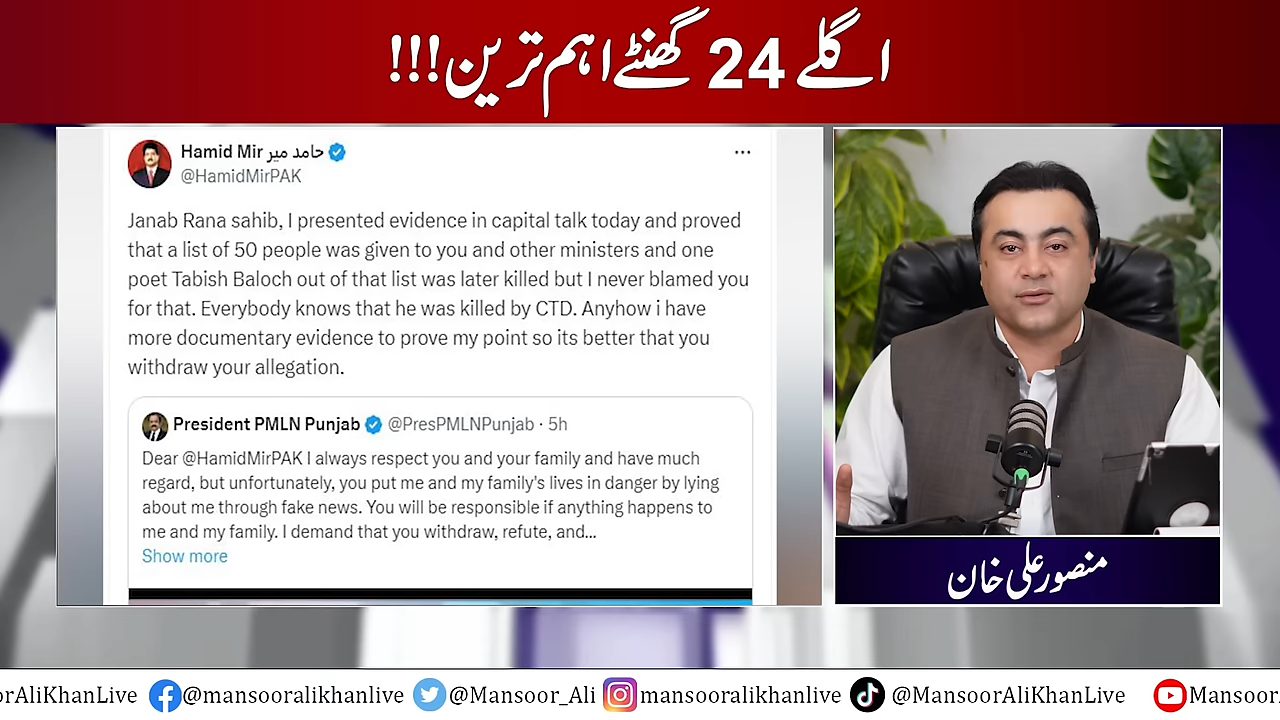 اگلے 24 گھنٹے اہم ترین!!!
Hamid Mir حامد میر
@HamidMirPAK
Janab Rana sahib, I presented evidence in capital talk today and proved
that a list of 50 people was given to you and other ministers and one
poet Tabish Baloch out of that list was later killed but I never blamed you
for that. Everybody knows that he was killed by CTD. Anyhow i have
more documentary evidence to prove my point so its better that you
withdraw your allegation.
President PMLN Punjab @PresPMLNPunjab · 5h
Dear @HamidMirPAK I always respect you and your family and have much
regard, but unfortunately, you put me and my family's lives in danger by lying
about me through fake news. You will be responsible if anything happens to
me and my family. I demand that you withdraw, refute, and...
Show more
منصور علی خان
orAliKhanLive @mansooralikhanlive @Mansoor_Ali mansooralikhanlive @MansoorAliKhanLive Mansoor